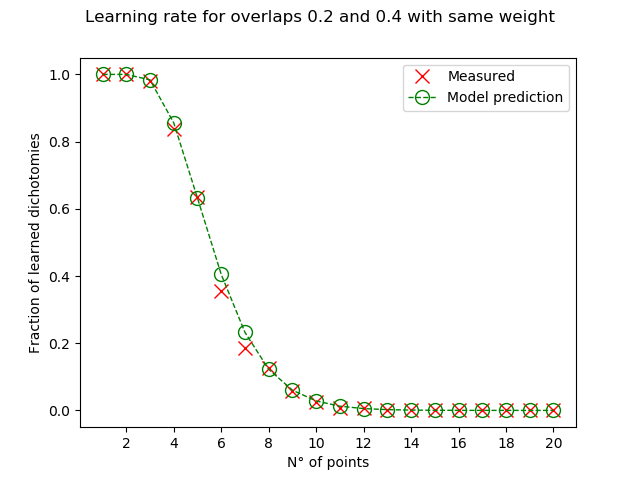 Learning rate for overlaps 0.2 and 0.4 with same weight
Measured
Model prediction
Fraction of learned dichotomies
1.0
0.8
0.6
0.4
0.2
0.0
2 4 6 8 10 12 14 16 18 20
N° of points